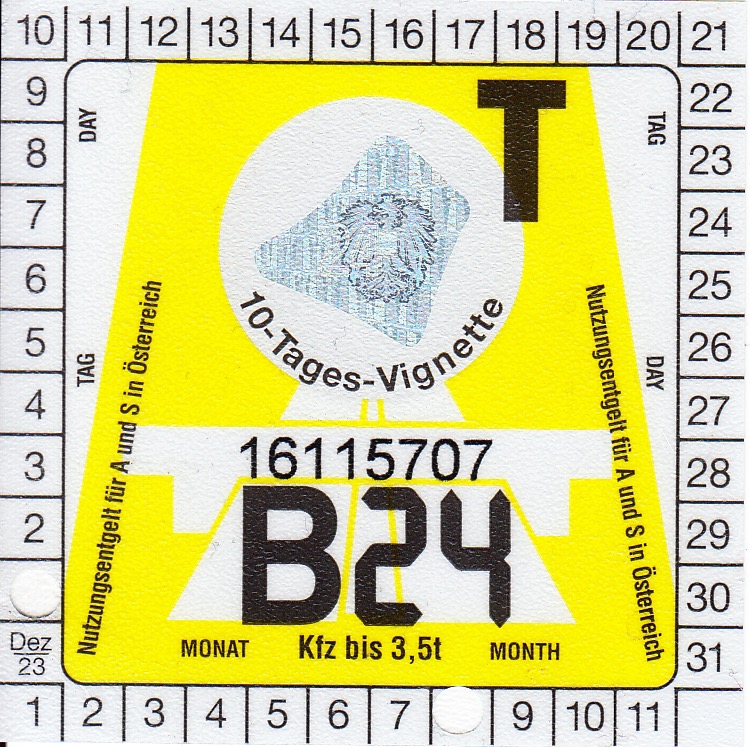 10 11 12 13 14 15 16 17 18 19 20 21
9
8
7
6
5
4
3
2
Dez
23
1 2 3 4 5 6 7 9 10 11
22
23
24
25
26
27
28
29
30
31
DAY
TAG
T
TAG
DAY
10-Tages-Vignette
Nutzungsentgelt für A und S in Österreich
Nutzungsentgelt für A und S in Österreich
16115707
B24
MONAT Kfz bis 3,5t MONTH